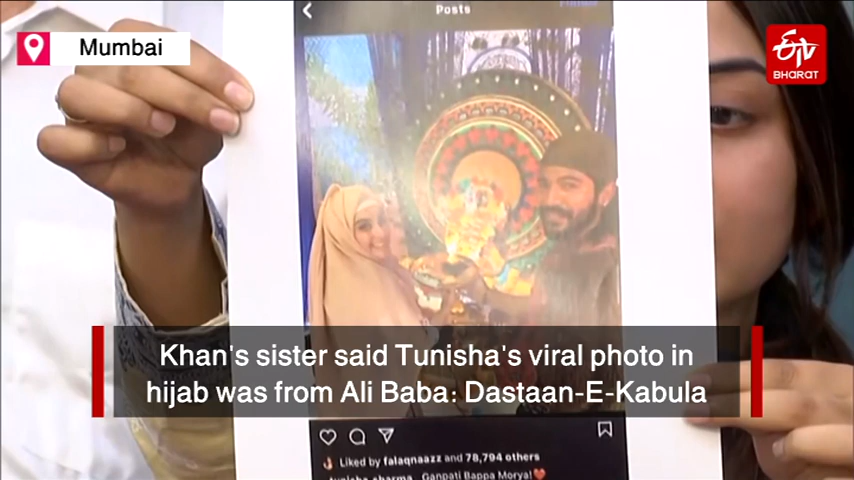 Mumbai
ETV
BHARAT
Posts
Khan's sister said Tunisha's viral photo in
hijab was from Ali Baba: Dastaan-E-Kabula
Liked by falaqnaazz and 78,794 others
Ganpati Bappa Morya!❤️